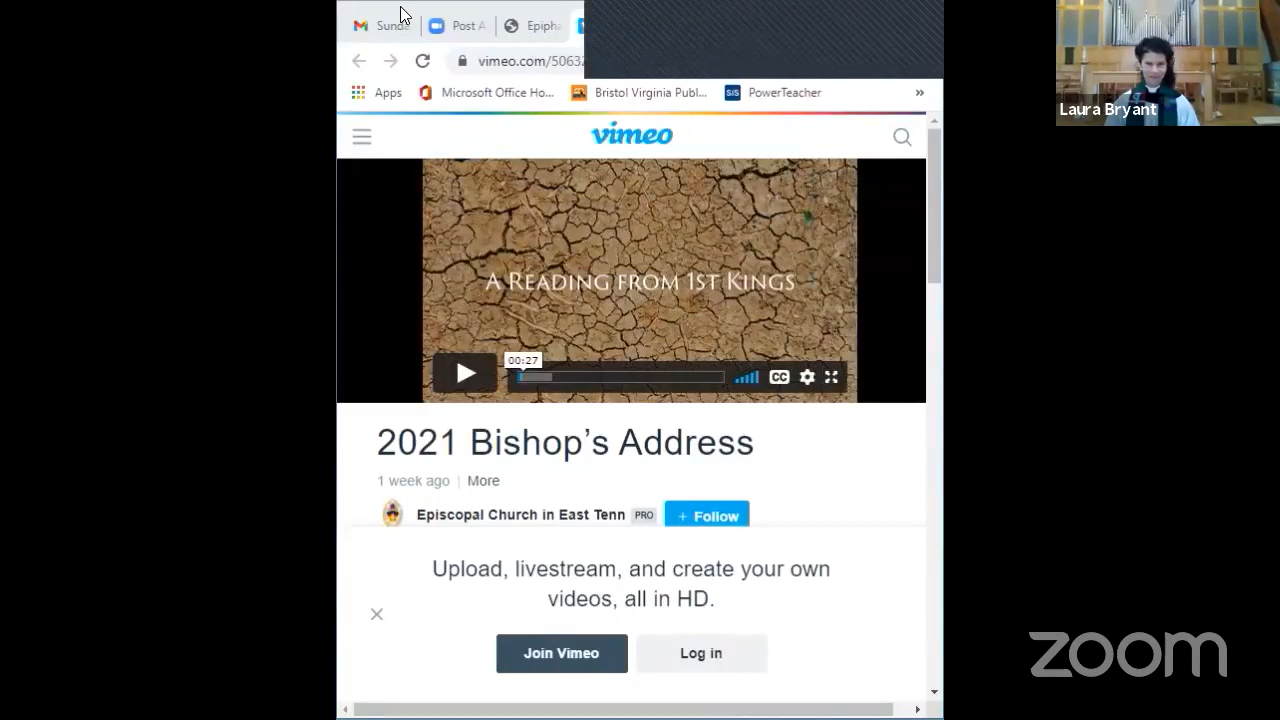 Sunde
Post A
Epipha
vimeo.com/5063
Apps
Microsoft Office Ho...
Bristol Virginia Publ...
SIS
PowerTeacher
»
Laura Bryant
vimeo
A READING FROM 1ST KINGS
00:27
CC
2021 Bishop's Address
1 week ago | More
Episcopal Church in East Tenn PRO + Follow
Upload, livestream, and create your own
videos, all in HD.
Join Vimeo
Log in
zoom